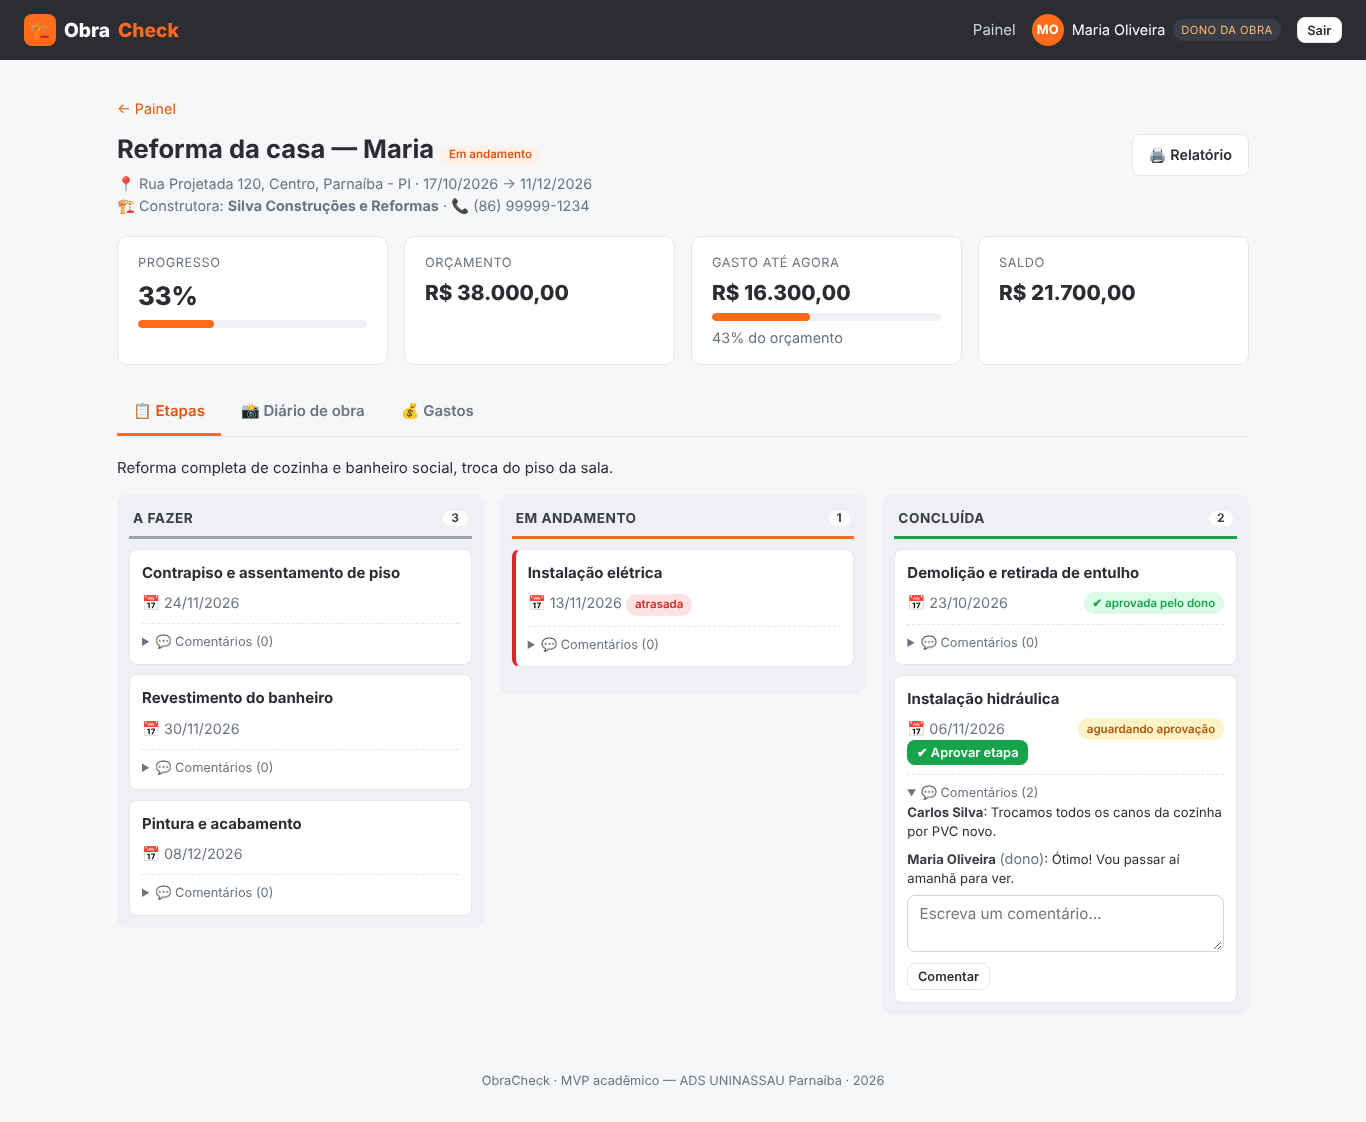 Obra Check
Painel
MO
Maria Oliveira
DONO DA OBRA
Sair
← Painel
Reforma da casa — Maria
Em andamento
Relatório
Rua Projetada 120, Centro, Parnaíba - PI · 17/10/2026 → 11/12/2026
Construtora: Silva Construções e Reformas · (86) 99999-1234
PROGRESSO
33%
ORÇAMENTO
R$ 38.000,00
GASTO ATÉ AGORA
R$ 16.300,00
43% do orçamento
SALDO
R$ 21.700,00
Etapas
Diário de obra
Gastos
Reforma completa de cozinha e banheiro social, troca do piso da sala.
A FAZER
3
Contrapiso e assentamento de piso
24/11/2026
Comentários (0)
Revestimento do banheiro
30/11/2026
Comentários (0)
Pintura e acabamento
08/12/2026
Comentários (0)
EM ANDAMENTO
1
Instalação elétrica
13/11/2026
atrasada
Comentários (0)
CONCLUÍDA
2
Demolição e retirada de entulho
23/10/2026
✔ aprovada pelo dono
Comentários (0)
Instalação hidráulica
06/11/2026
aguardando aprovação
✔ Aprovar etapa
Comentários (2)
Carlos Silva: Trocamos todos os canos da cozinha
por PVC novo.
Maria Oliveira (dono): Ótimo! Vou passar aí
amanhã para ver.
Escreva um comentário...
Comentar
ObraCheck · MVP acadêmico — ADS UNINASSAU Parnaíba · 2026